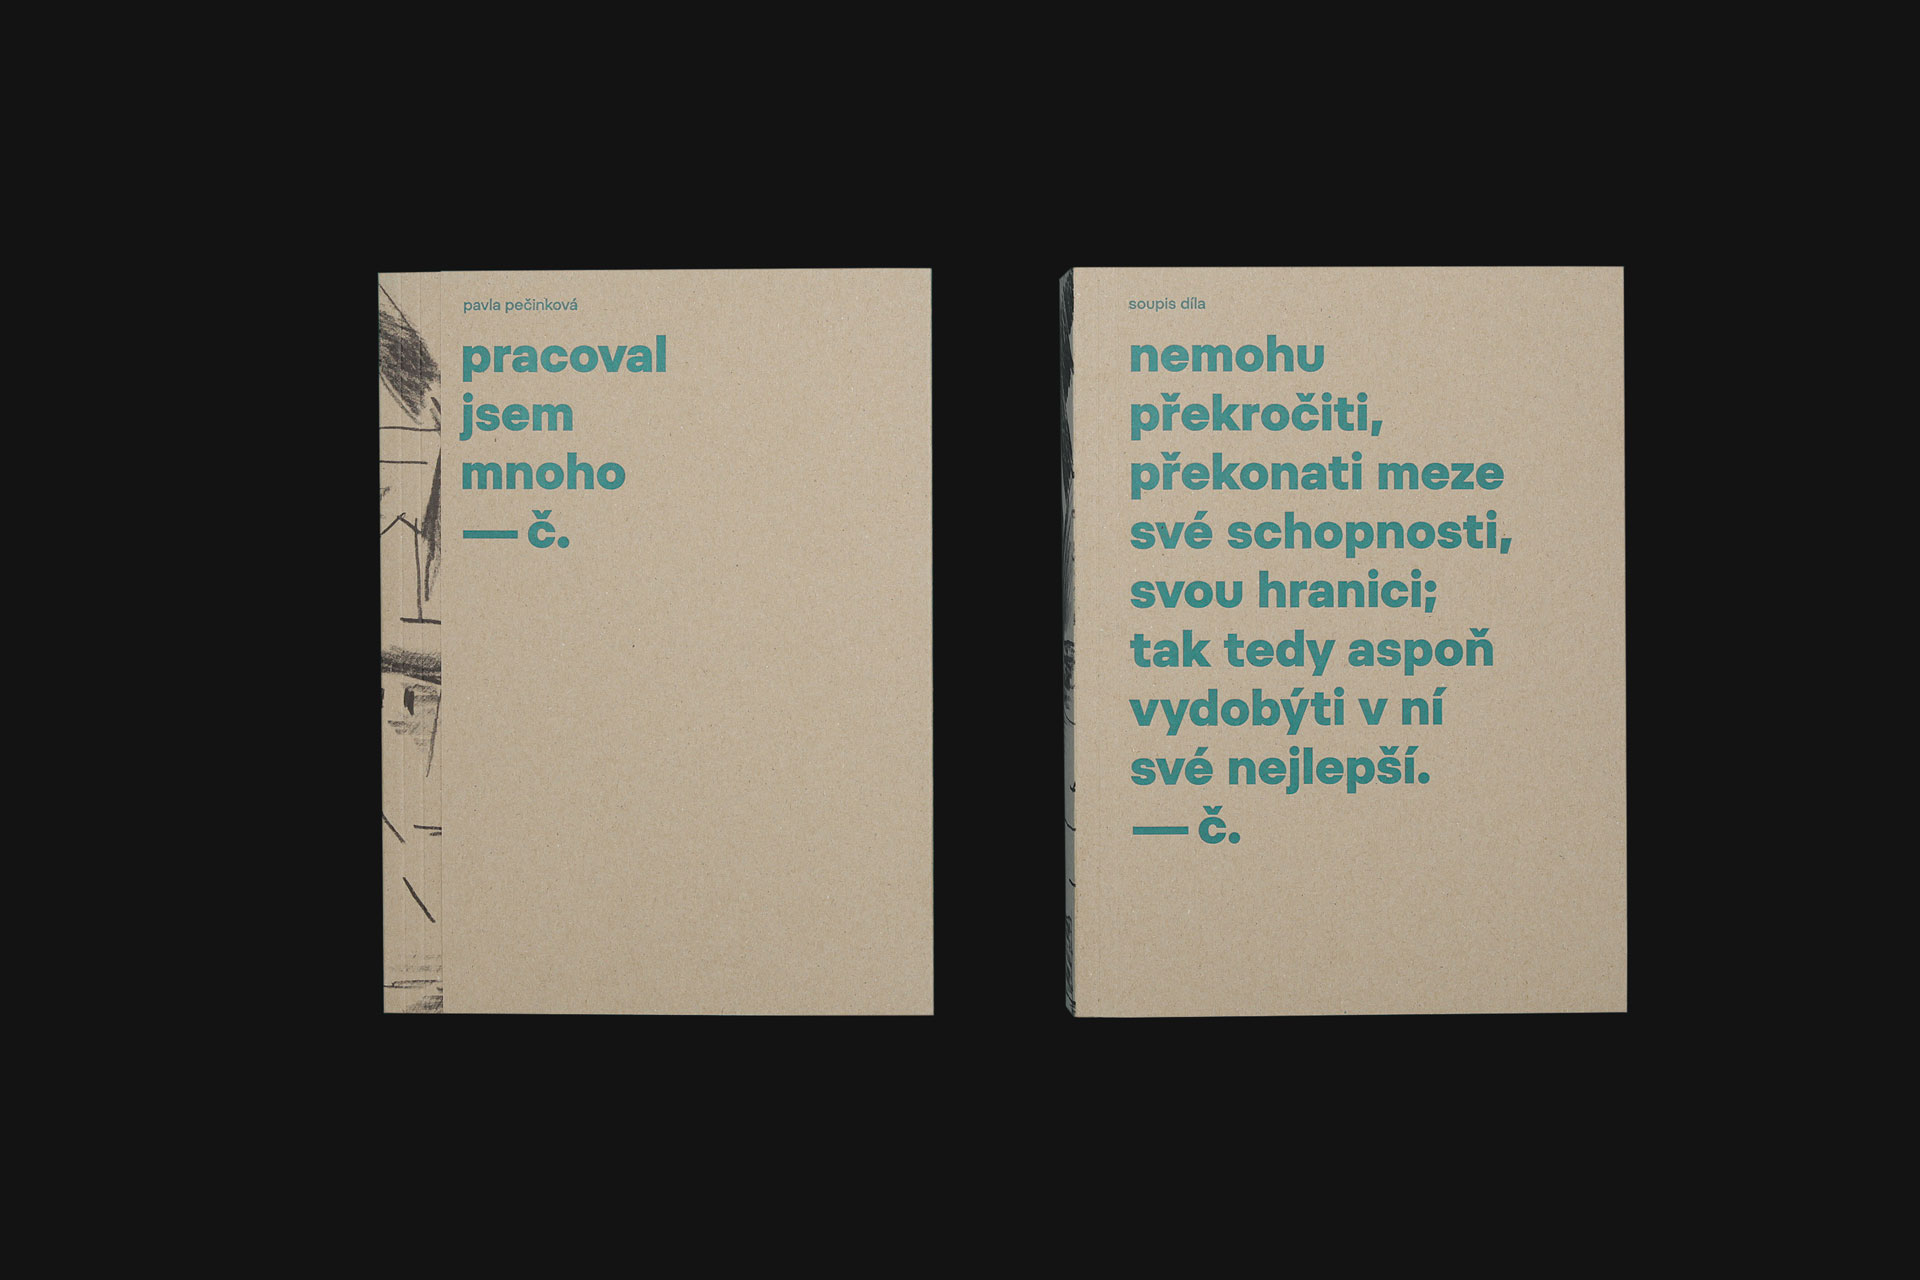 pavla pečinková
pracoval
jsem
mnoho
— č.
soupis díla
nemohu
překročiti,
překonati meze
své schopnosti,
svou hranici;
tak tedy aspoň
vydobýti v ní
své nejlepší.
— č.